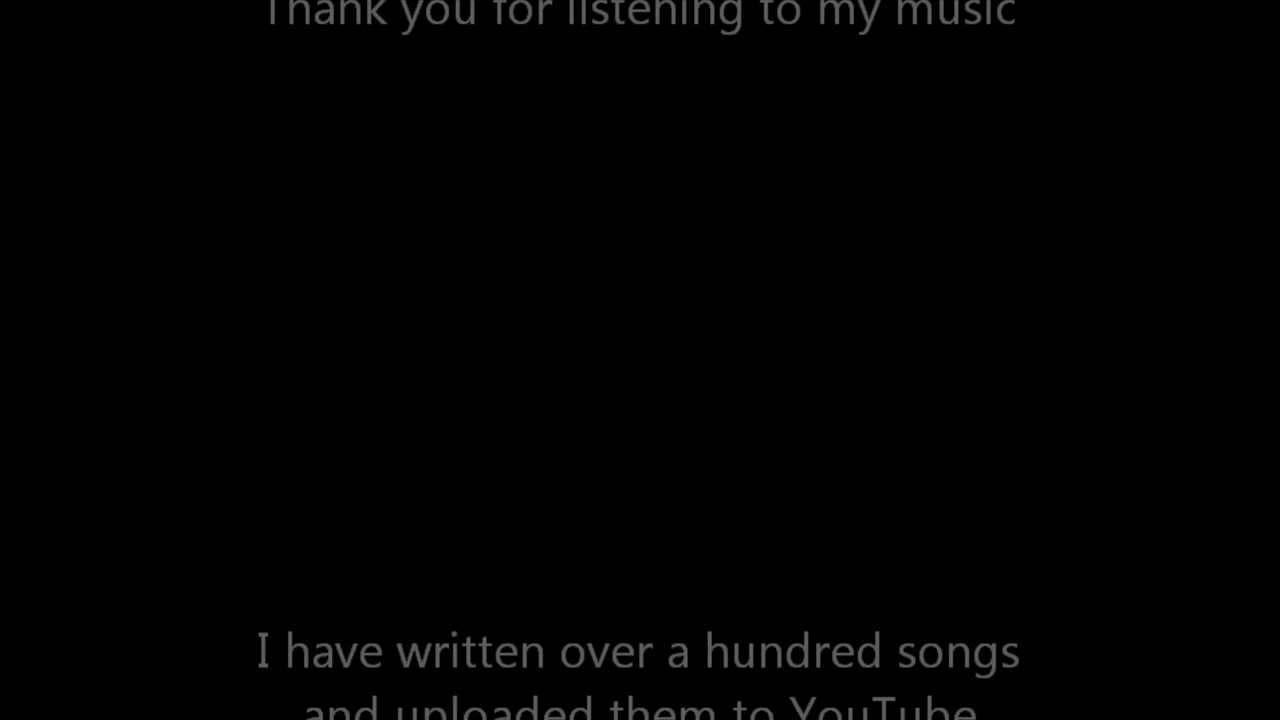 Thank you for listening to my music
I have written over a hundred songs
and uploaded them to YouTube